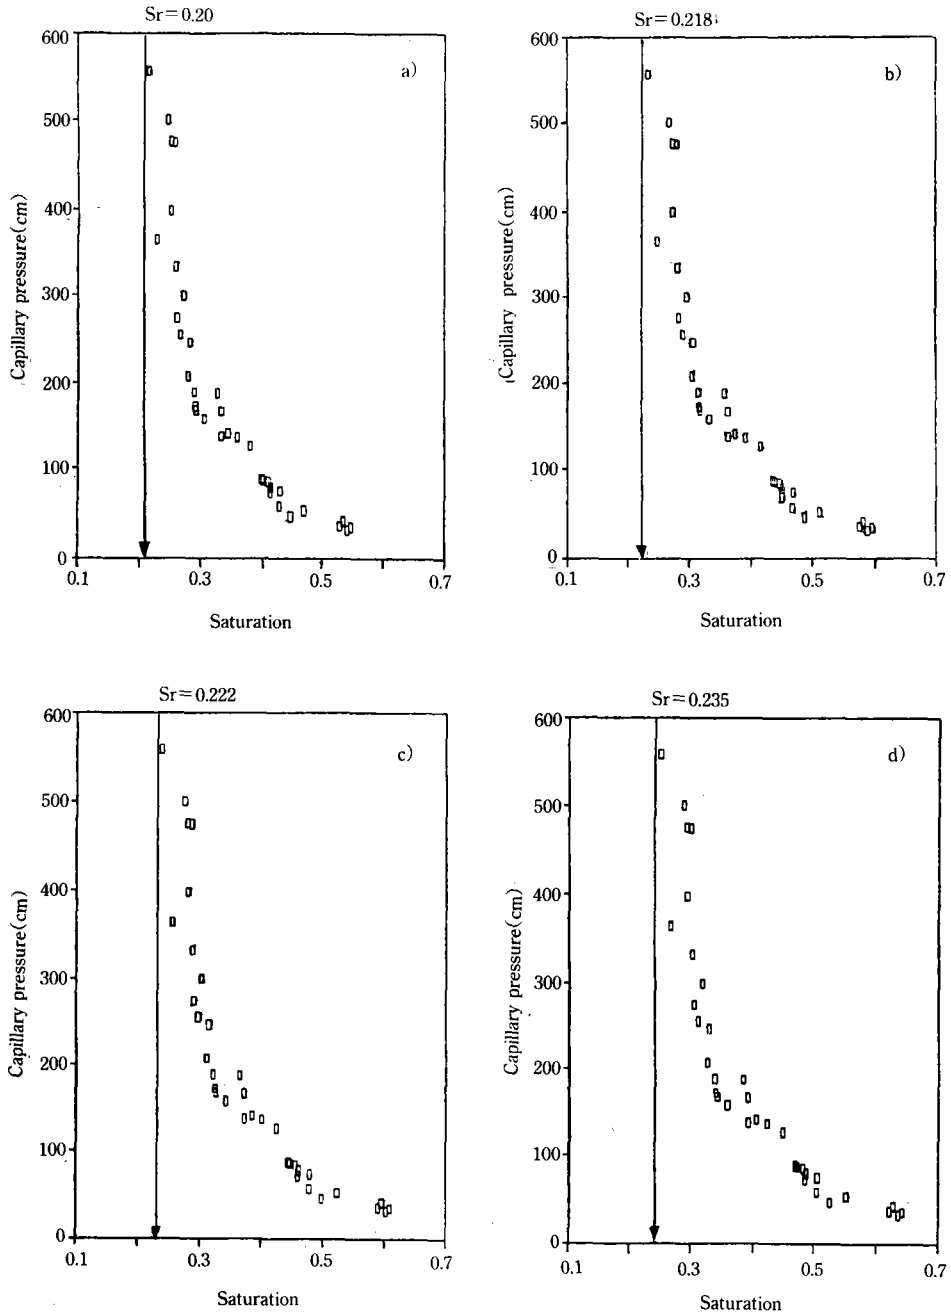 Sr=0.20
600
500
400
300
200
100
0
Capillary pressure(cm)
a)
0.1
0.3
0.5
0.7
Saturation
Sr=0.218
600
500
400
300
200
100
0
(Capillary pressure(cm)
b)
0.1
0.3
0.5
0.7
Saturation
Sr=0.222
600
500
400
300
200
100
0
Capillary pressure(cm)
c)
0.1
0.3
0.5
0.7
Saturation
Sr=0.235
600
500
400
300
200
100
0
Capillary pressure(cm)
d)
0.1
0.3
0.5
0.7
Saturation